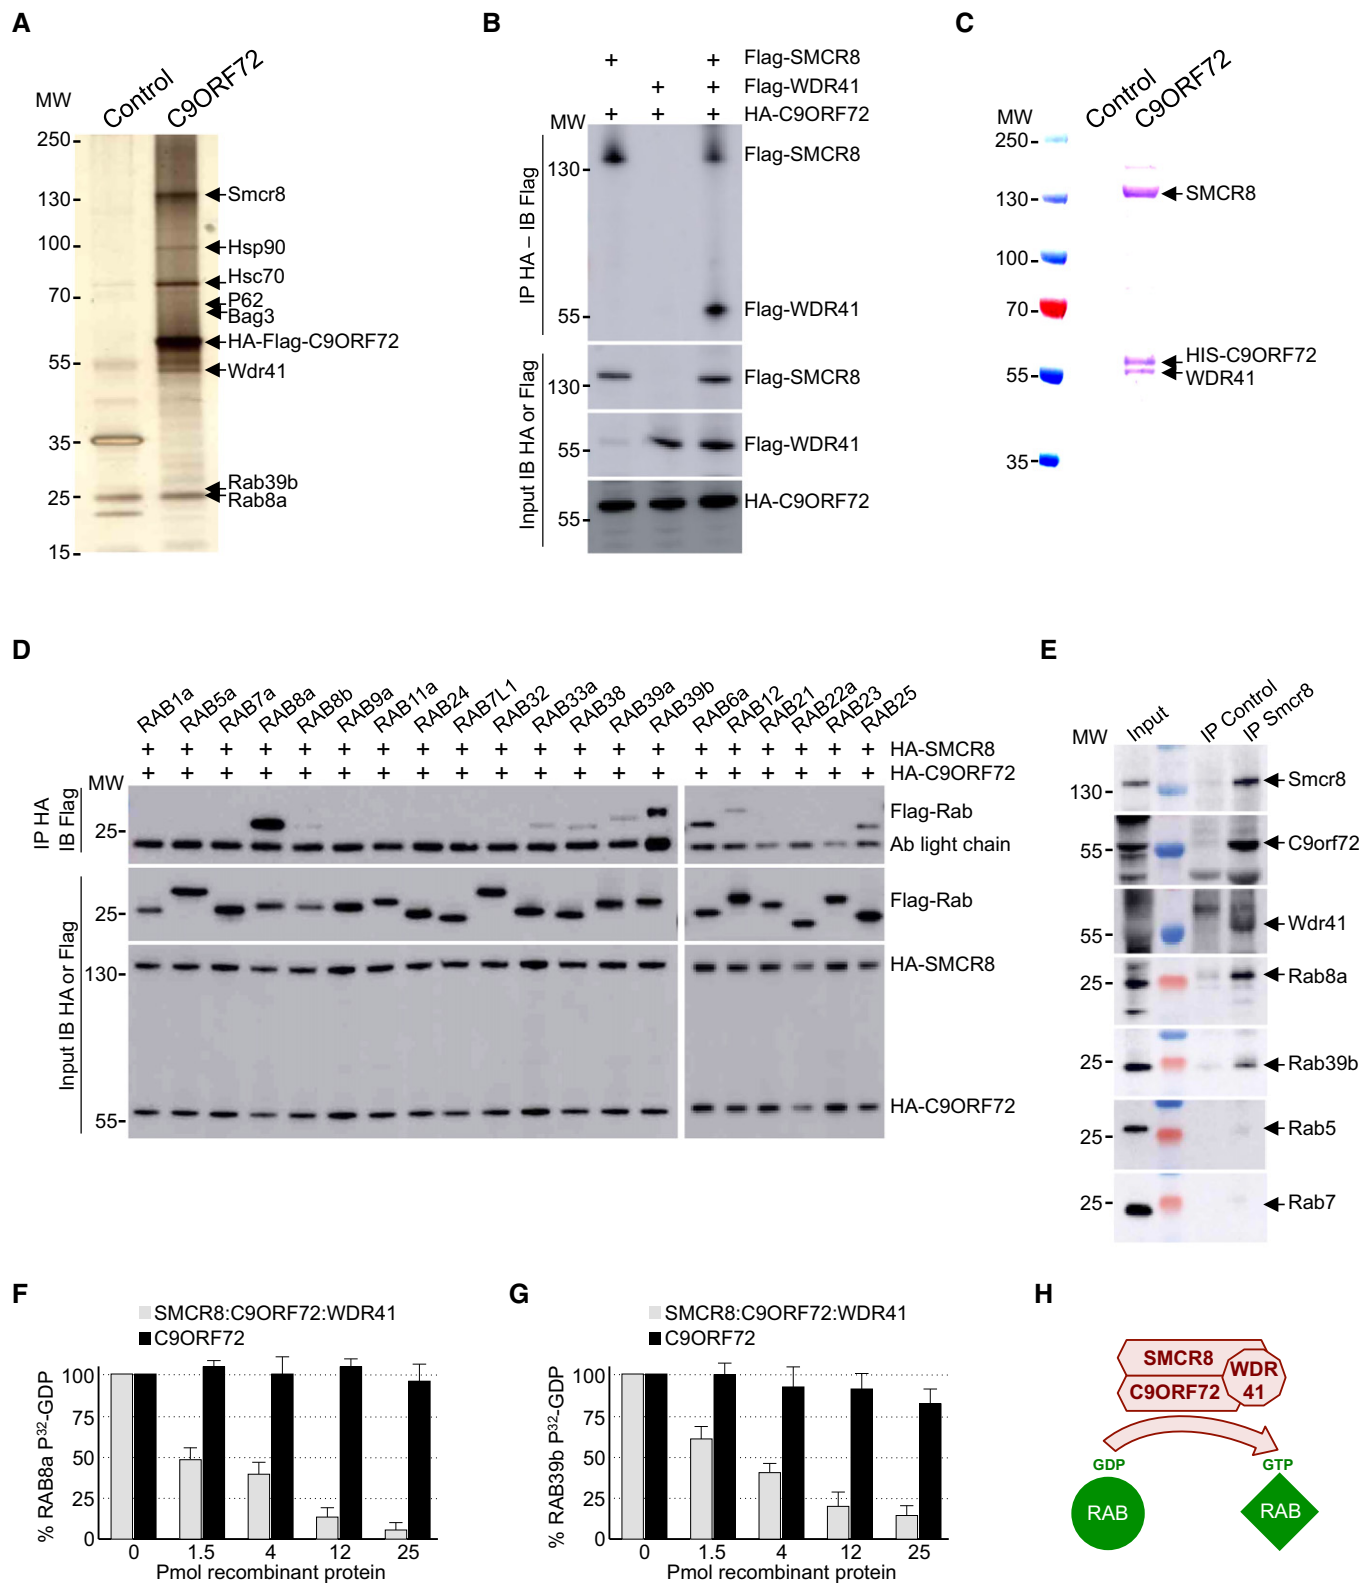 A
MW
Control
C9ORF72
250
130
100
70
55
35
25
15
Smcr8
Hsp90
Hsc70
P62
Bag3
HA-Flag-C9ORF72
Wdr41
Rab39b
Rab8a
B
+ + Flag-SMCR8
+ + Flag-WDR41
+ + + HA-C9ORF72
MW
IP HA – IB Flag
130
55
Flag-SMCR8
Flag-WDR41
Input IB HA or Flag
130
Flag-SMCR8
55
Flag-WDR41
55
HA-C9ORF72
C
MW
Control
C9ORF72
250
130
100
70
55
35
SMCR8
HIS-C9ORF72
WDR41
D
RAB1a
RAB5a
RAB7a
RAB8a
RAB8b
RAB9a
RAB11a
RAB24
RAB7L1
RAB32
RAB33a
RAB38
RAB39a
RAB39b
RAB6a
RAB12
RAB21
RAB22a
RAB23
RAB25
+ + + + + + + + + + + + + + + + + + + + HA-SMCR8
+ + + + + + + + + + + + + + + + + + + + HA-C9ORF72
MW
IP HA
IB Flag
25
Flag-Rab
Ab light chain
Input IB HA or Flag
25
Flag-Rab
130
HA-SMCR8
55
HA-C9ORF72
E
MW
Input
IP Control
IP Smcr8
130
Smcr8
55
C9orf72
55
Wdr41
25
Rab8a
25
Rab39b
25
Rab5
25
Rab7
F
SMCR8:C9ORF72:WDR41
C9ORF72
% RAB8a P32-GDP
100
75
50
25
0
0 1.5 4 12 25
Pmol recombinant protein
G
SMCR8:C9ORF72:WDR41
C9ORF72
% RAB39b P32-GDP
100
75
50
25
0
0 1.5 4 12 25
Pmol recombinant protein
H
SMCR8
C9ORF72
WDR
41
GDP
GTP
RAB
RAB